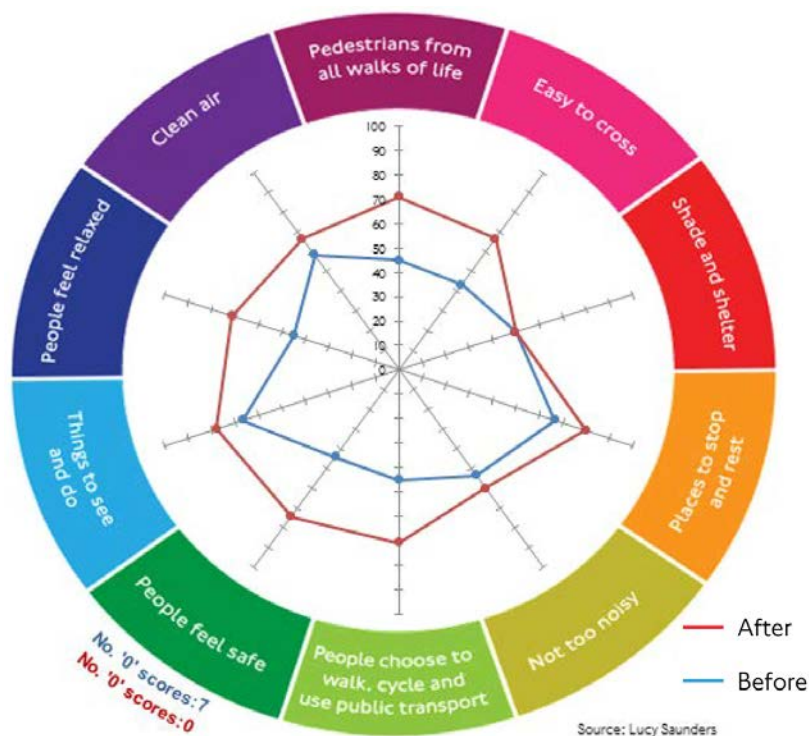 Pedestrians from
all walks of life
Easy to cross
Shade and shelter
Places to stop
and rest
Not too noisy
People choose to
walk, cycle and
use public transport
People feel safe
Things to see
and do
People feel relaxed
Clean air
100
90
80
70
60
50
40
30
20
10
0
No. '0' scores:7
No. '0' scores:0
After
Before
Source: Lucy Saunders